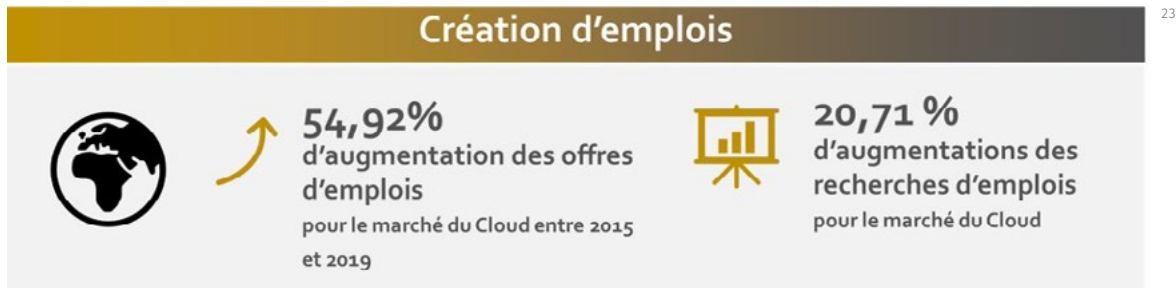 Création d'emplois
23
54,92%
d'augmentation des offres
d'emplois
pour le marché du Cloud entre 2015
et 2019
20,71 %
d'augmentations des
recherches d'emplois
pour le marché du Cloud